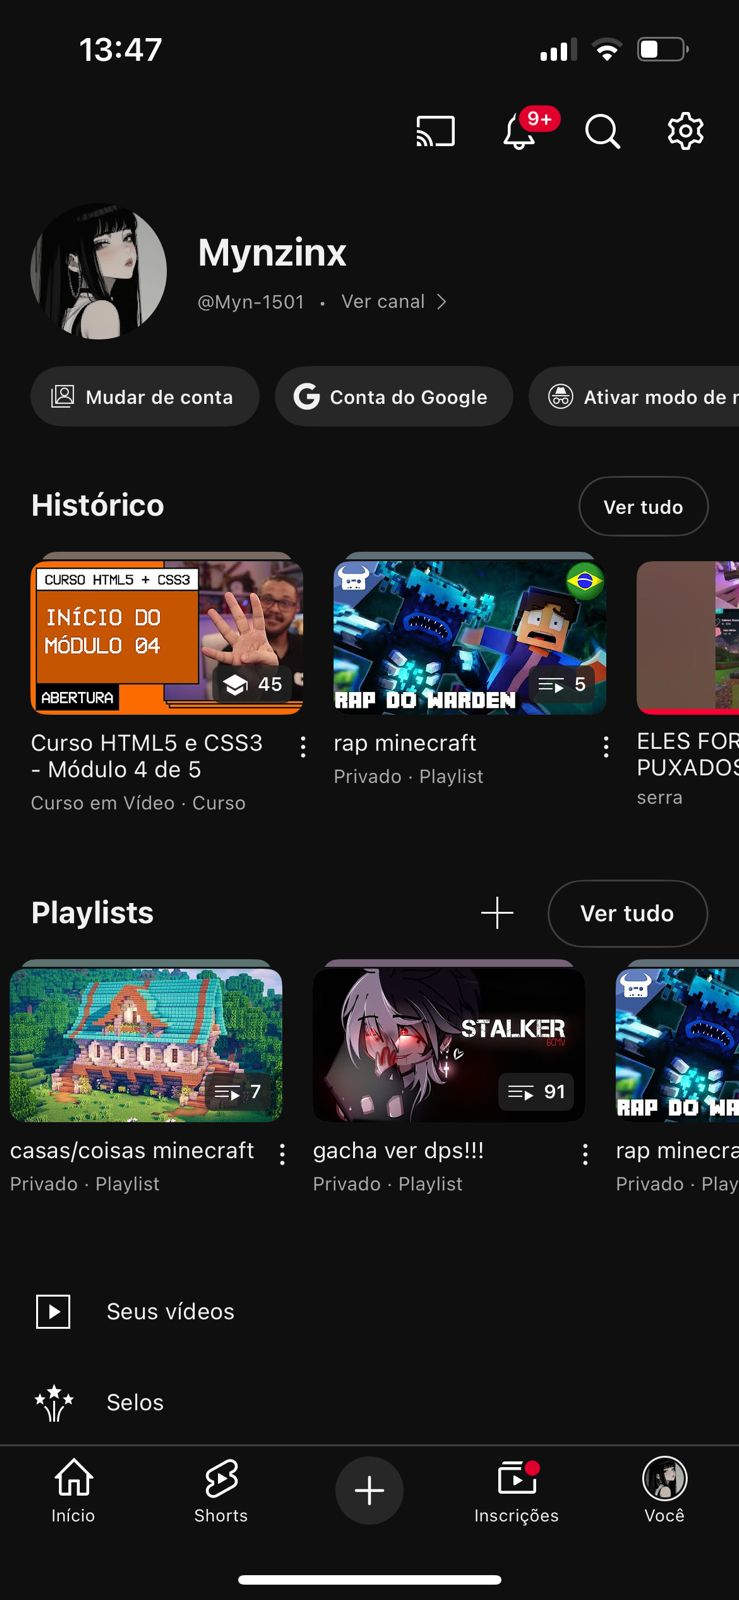 13:47
9+
Mynzinx
@Myn-1501 · Ver canal
Mudar de conta
Conta do Google
Ativar modo de
Histórico
Ver tudo
CURSO HTML5 + CSS3
INÍCIO DO
MÓDULO 04
ABERTURA
45
Curso HTML5 e CSS3
- Módulo 4 de 5
Curso em Vídeo · Curso
RAP DO WARDEN
5
rap minecraft
Privado · Playlist
ELES FOR
PUXADOS
serra
Playlists
Ver tudo
7
casas/coisas minecraft
Privado · Playlist
STALKER
GCMV
91
gacha ver dps!!!
Privado · Playlist
RAP DO WA
rap minecra
Privado · Play
Seus vídeos
Selos
Início
Shorts
Inscrições
Você